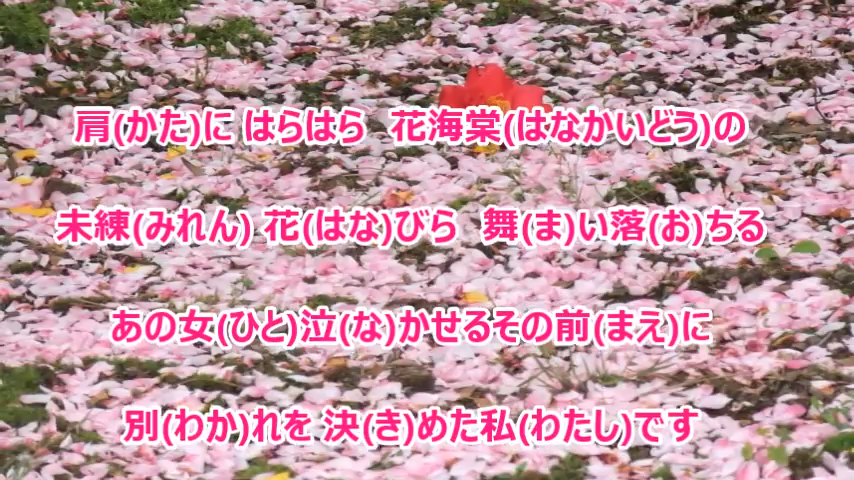 肩(かた)に はらはら 花海棠(はなかいどう)の
未練(みれん) 花(はな)びら 舞(ま)い落(お)ちる
あの女(ひと)泣(な)かせるその前(まえ)に
別(わか)れを 決(き)めた私(わたし)です